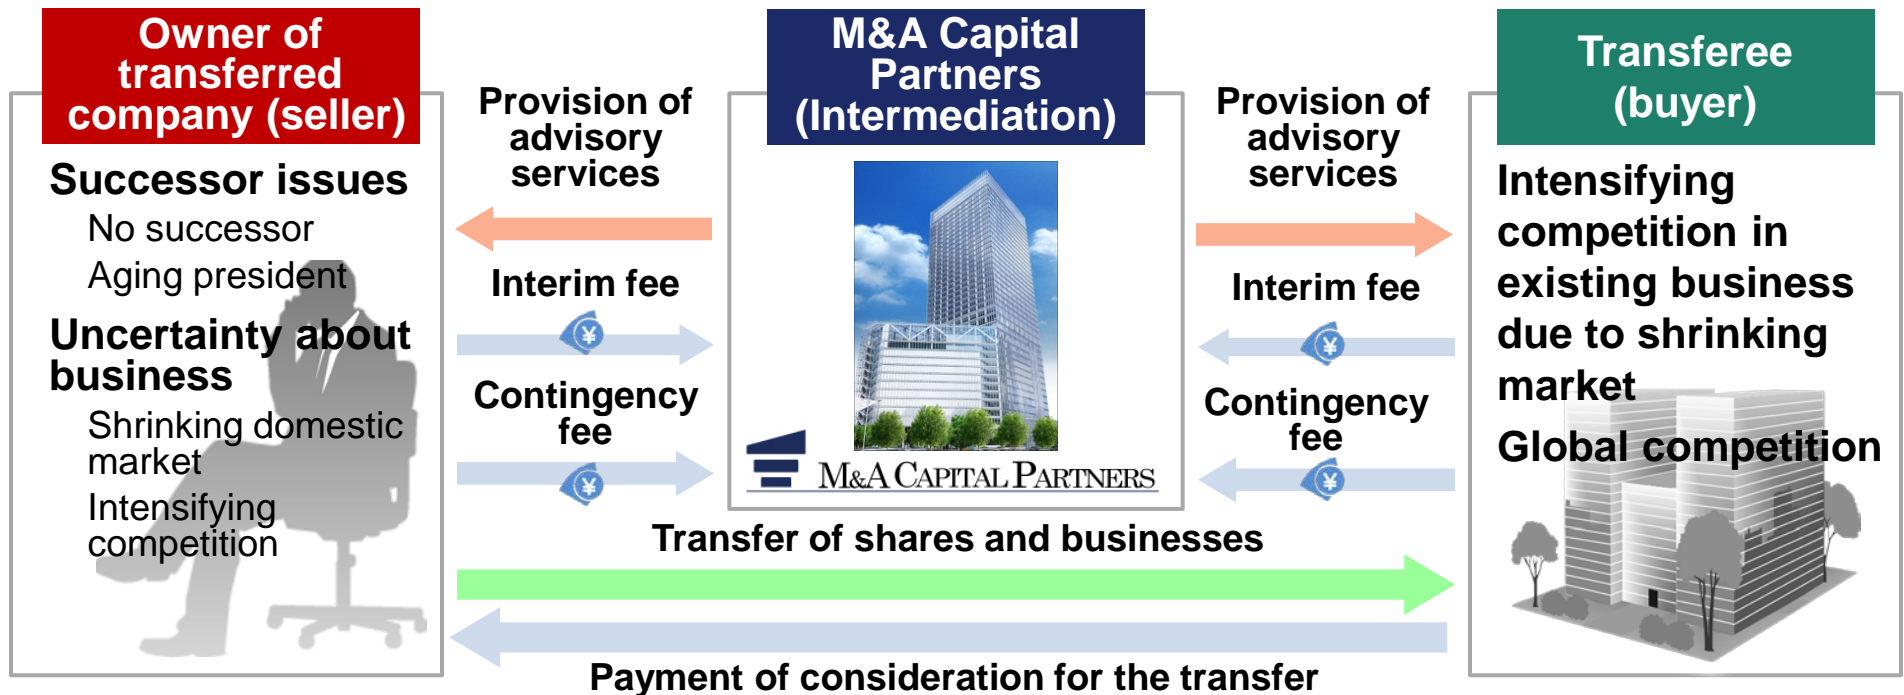 Owner of
transferred
company (seller)
Successor issues
No successor
Aging president
Uncertainty about
business
Shrinking domestic
market
Intensifying
competition
Provision of
advisory
services
Interim fee
¥
Contingency
fee
¥
M&A Capital
Partners
(Intermediation)
M&A CAPITAL PARTNERS
Provision of
advisory
services
Interim fee
¥
Contingency
fee
¥
Transferee
(buyer)
Intensifying
competition in
existing business
due to shrinking
market
Global competition
Transfer of shares and businesses
Payment of consideration for the transfer